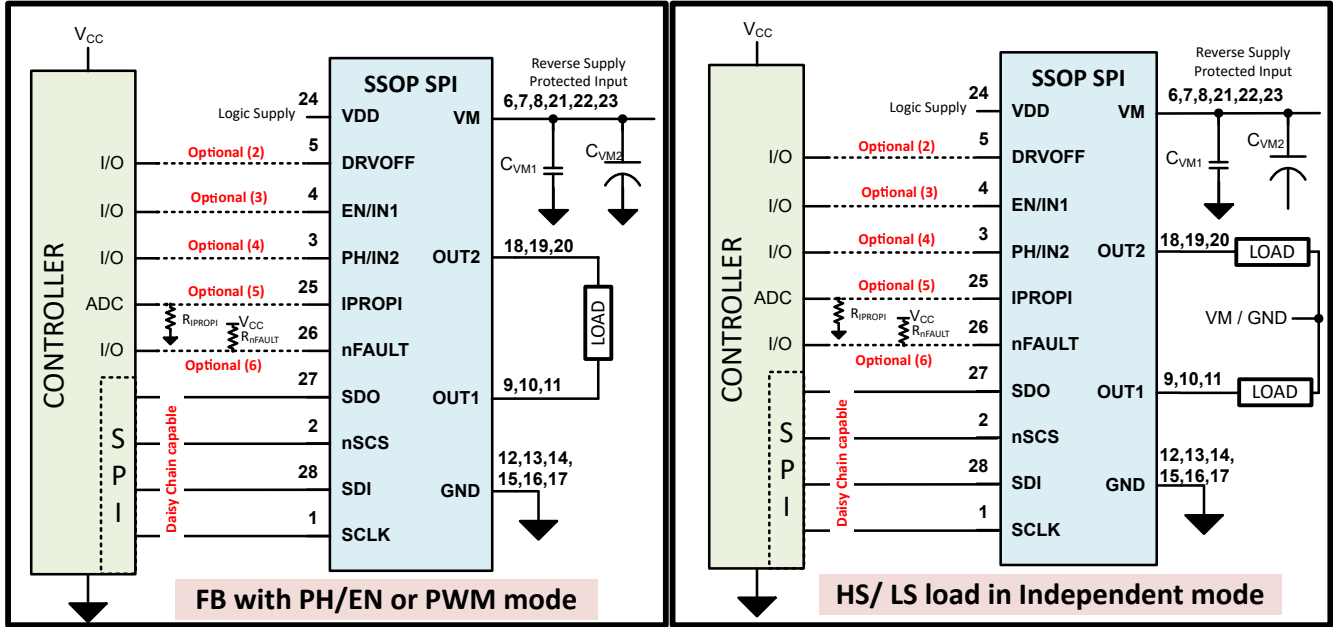 VCC
SSOP SPI
Reverse Supply
Protected Input
24
6,7,8,21,22,23
Logic Supply
VDD
VM
5
I/O
Optional (2)
DRVOFF
CVM1
CVM2
4
I/O
Optional (3)
EN/IN1
3
18,19,20
I/O
Optional (4)
PH/IN2
OUT2
25
ADC
Optional (5)
IPROPI
RIPROPI
VCC
RnFAULT
LOAD
26
I/O
nFAULT
Optional (6)
27
9,10,11
SDO
OUT1
CONTROLLER
SPI
Daisy Chain capable
2
nSCS
12,13,14,
15,16,17
28
SDI
GND
1
SCLK
FB with PH/EN or PWM mode
VCC
SSOP SPI
Reverse Supply
Protected Input
24
6,7,8,21,22,23
Logic Supply
VDD
VM
5
I/O
Optional (2)
DRVOFF
CVM1
CVM2
4
I/O
Optional (3)
EN/IN1
3
18,19,20
I/O
Optional (4)
PH/IN2
OUT2
LOAD
25
ADC
Optional (5)
IPROPI
RIPROPI
VCC
RnFAULT
VM / GND
26
I/O
nFAULT
Optional (6)
27
9,10,11
SDO
OUT1
LOAD
CONTROLLER
SPI
Daisy Chain capable
2
nSCS
12,13,14,
15,16,17
28
SDI
GND
1
SCLK
HS/ LS load in Independent mode